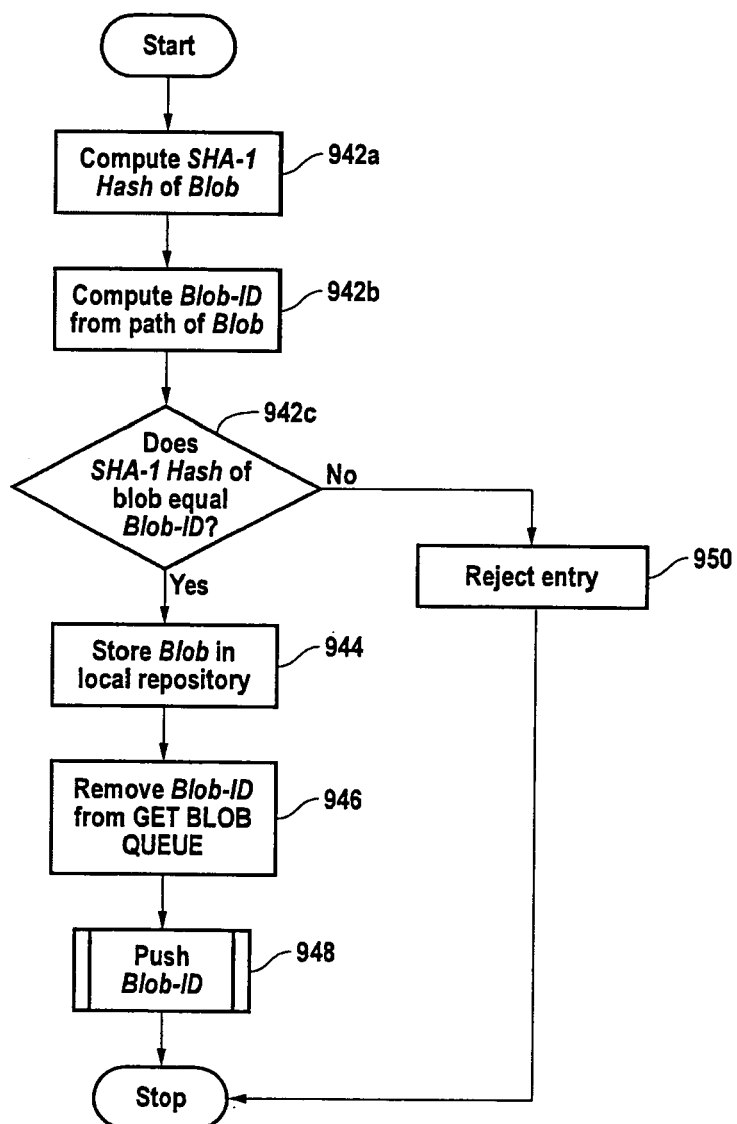 Start
Compute SHA-1
Hash of Blob
942a
Compute Blob-ID
from path of Blob
942b
942c
Does
SHA-1 Hash of
blob equal
Blob-ID?
No
Yes
Reject entry
950
Store Blob in
local repository
944
Remove Blob-ID
from GET BLOB
QUEUE
946
Push
Blob-ID
948
Stop